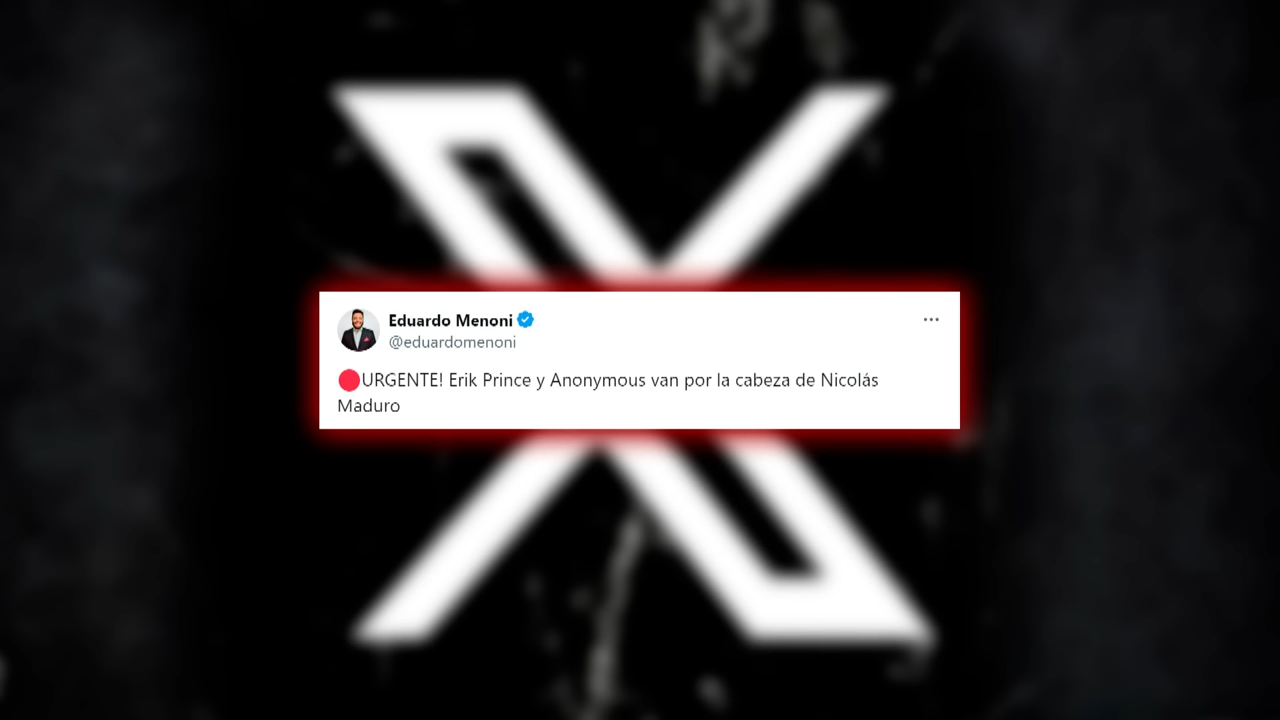 Eduardo Menoni
@eduardomenoni
🔴URGENTE! Erik Prince y Anonymous van por la cabeza de Nicolás
Maduro